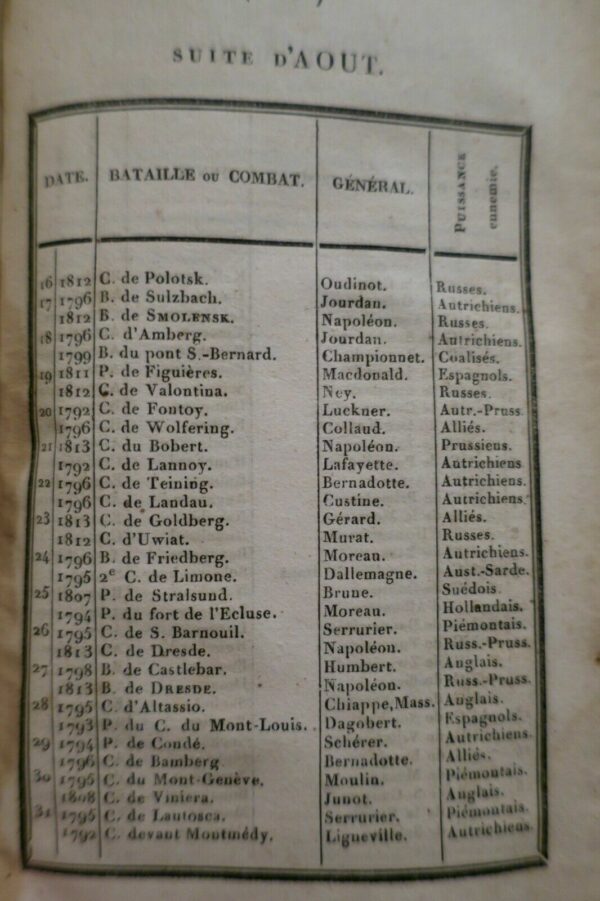 SUITE D'AOUT.
DATE. BATAILLE OU COMBAT. GÉNÉRAL. PUISSANCE ennemie.
16 1812 C. de Polotsk. Oudinot. Russes.
17 1796 B. de Sulzbach. Jourdan. Autrichiens.
1812 B. de SMOLENSK. Napoléon. Russes.
18 1796 C. d'Amberg. Jourdan. Autrichiens.
1799 B. du pont S.-Bernard. Championnet. Coalisés.
19 1811 P. de Figuières. Macdonald. Espagnols.
1812 C. de Valontina. Ney. Russes.
20 1792 C. de Fontoy. Luckner. Autr.-Pruss
1796 C. de Wolfering. Collaud. Alliés.
21 1813 C. du Bobert. Napoléon. Prussiens.
1792 C. de Lannoy. Lafayette. Autrichiens
22 1796 C. de Teining. Bernadotte. Autrichiens.
1796 C. de Landau. Custine. Autrichiens.
23 1813 C. de Goldberg. Gérard. Alliés.
1812 C. d'Uwiat. Murat. Russes.
24 1796 B. de Friedberg. Moreau. Autrichiens.
1795 2e C. de Limone. Dallemagne. Aust.-Sarde.
25 1807 P. de Stralsund. Brune. Suédois
1794 P. du fort de l'Ecluse. Moreau. Hollandais.
26 1795 C. de S. Barnouil. Serrurier. Piémontais.
1813 C. de Dresde. Napoléon. Russ.-Pruss.
27 1798 B. de Castlebar. Humbert. Anglais.
1813 B. de DRESDE. Napoléon. Russ.-Pruss.
28 1795 C. d'Altassio. Chiappe,Mass. Anglais.
1793 P. du C. du Mont-Louis. Dagobert. Espagnols.
29 1794 P. de Condé. Schérer. Autrichiens
1796 C. de Bamberg Bernadotte. Alliés.
30 1795 C. du Mont-Genève. Moulin. Piémontais.
1808 C. de Viniera. Junot. Anglais.
31 1795 C. de Lautosca. Serrurier. Piémontais.
1792 C. devant Montmédy. Ligneville. Autrichiens